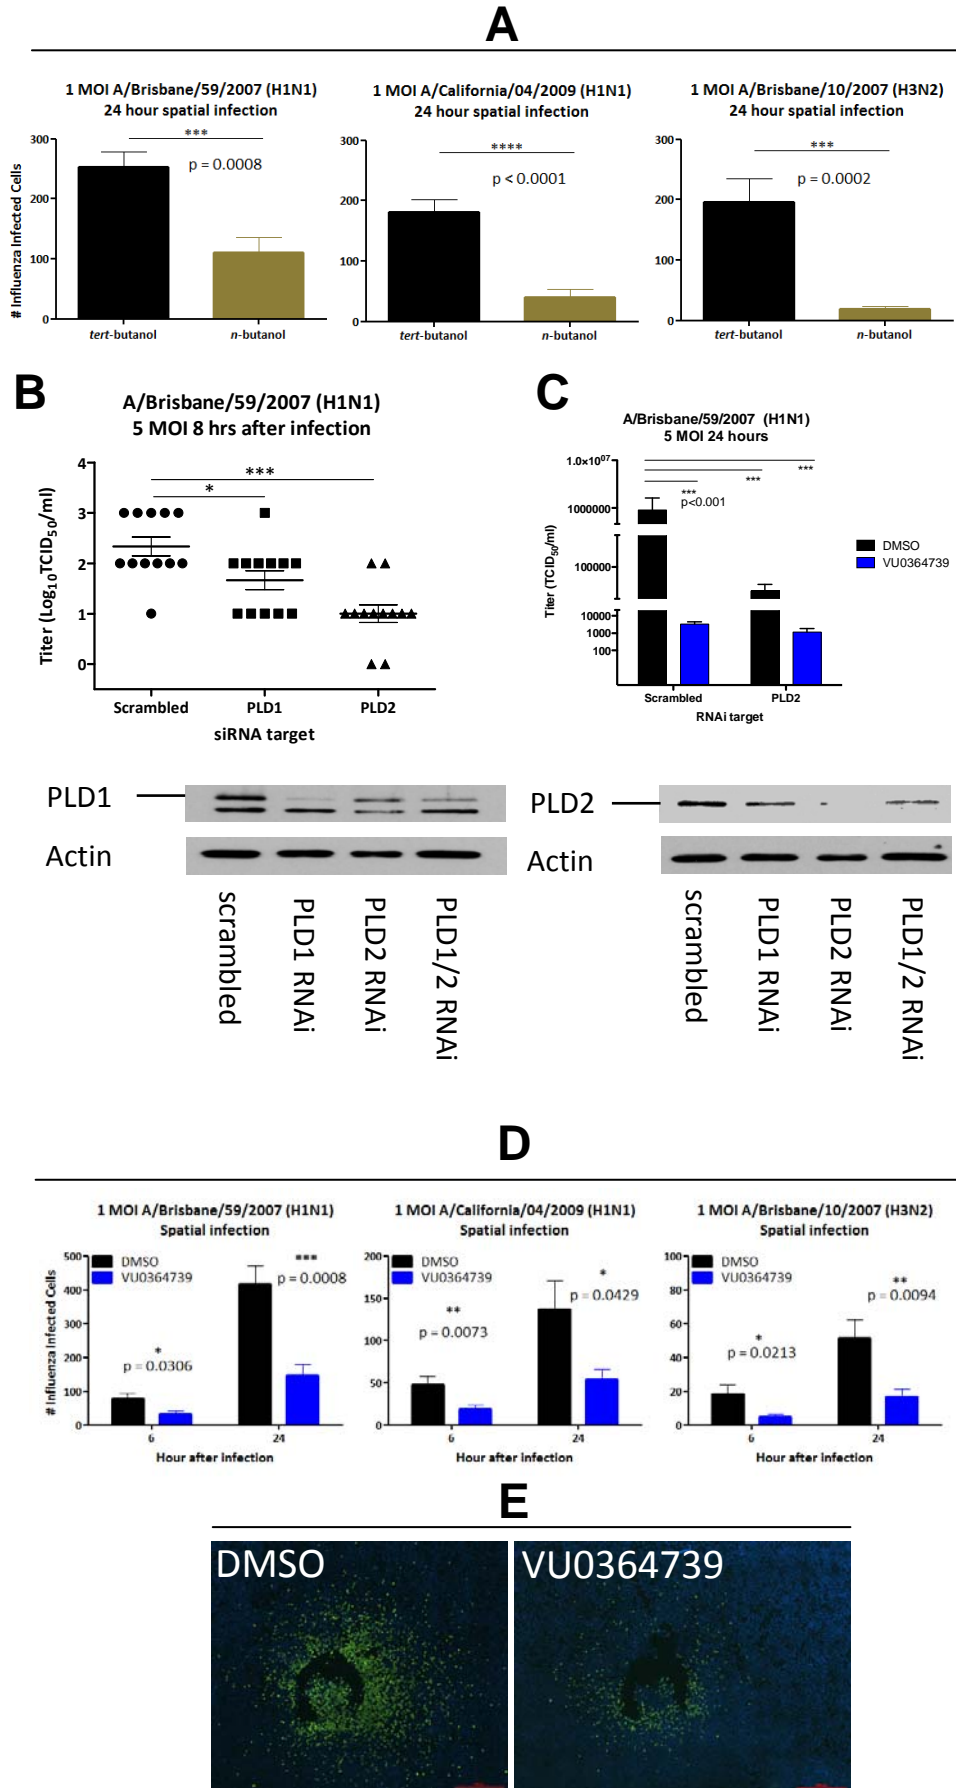 A
1 MOI A/Brisbane/59/2007 (H1N1)
24 hour spatial infection
1 MOI A/California/04/2009 (H1N1)
24 hour spatial infection
1 MOI A/Brisbane/10/2007 (H3N2)
24 hour spatial infection
# Influenza Infected Cells
300
200
100
0
***
p = 0.0008
tert-butanol
n-butanol
300
200
100
0
****
p < 0.0001
tert-butanol
n-butanol
300
200
100
0
***
p = 0.0002
tert-butanol
n-butanol
B
A/Brisbane/59/2007 (H1N1)
5 MOI 8 hrs after infection
Titer (Log10TCID50/ml)
4
3
2
1
0
***
*
Scrambled
PLD1
PLD2
siRNA target
C
A/Brisbane/59/2007 (H1N1)
5 MOI 24 hours
Titer (TCID50/ml)
1.0×10^07
1000000
100000
10000
1000
100
***
***
***
p<0.001
DMSO
VU0364739
Scrambled
PLD2
RNAi target
PLD1
Actin
scrambled
PLD1 RNAi
PLD2 RNAi
PLD1/2 RNAi
PLD2
Actin
scrambled
PLD1 RNAi
PLD2 RNAi
PLD1/2 RNAi
D
1 MOI A/Brisbane/59/2007 (H1N1)
Spatial infection
1 MOI A/California/04/2009 (H1N1)
Spatial infection
1 MOI A/Brisbane/10/2007 (H3N2)
Spatial infection
# Influenza Infected Cells
500
400
300
200
100
0
DMSO
VU0364739
***
p = 0.0008
*
p = 0.0306
6
24
Hour after infection
200
150
100
50
0
DMSO
VU0364739
*
p = 0.0429
**
p = 0.0073
6
24
Hour after infection
100
80
60
40
20
0
DMSO
VU0364739
**
p = 0.0094
*
p = 0.0213
6
24
Hour after infection
E
DMSO
VU0364739